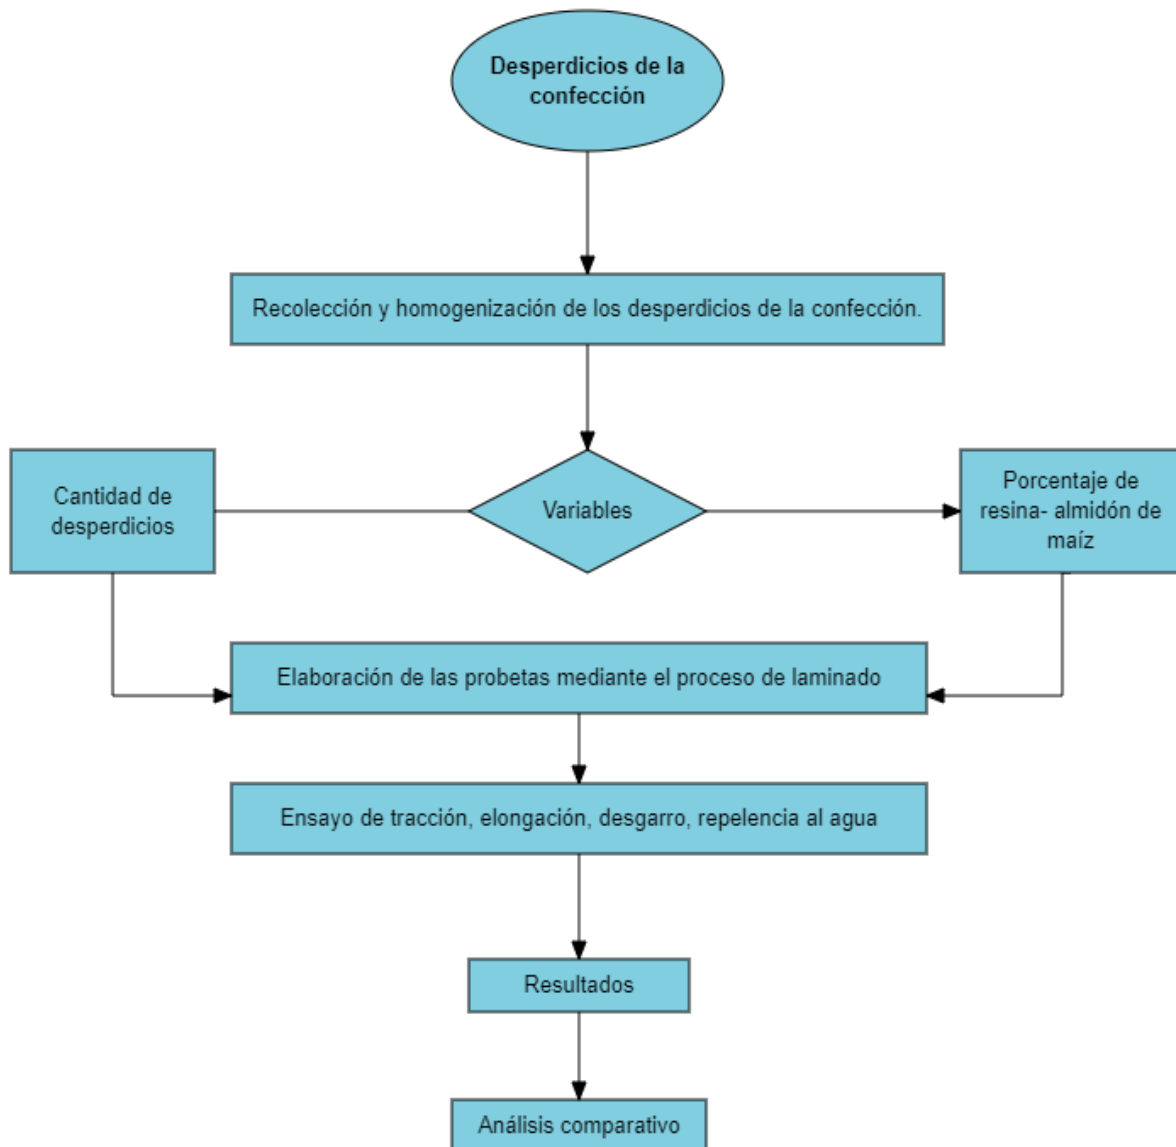 Desperdicios de la
confección
Recolección y homogenización de los desperdicios de la confección.
Cantidad de
desperdicios
Variables
Porcentaje de
resina- almidón de
maíz
Elaboración de las probetas mediante el proceso de laminado
Ensayo de tracción, elongación, desgarro, repelencia al agua
Resultados
Análisis comparativo